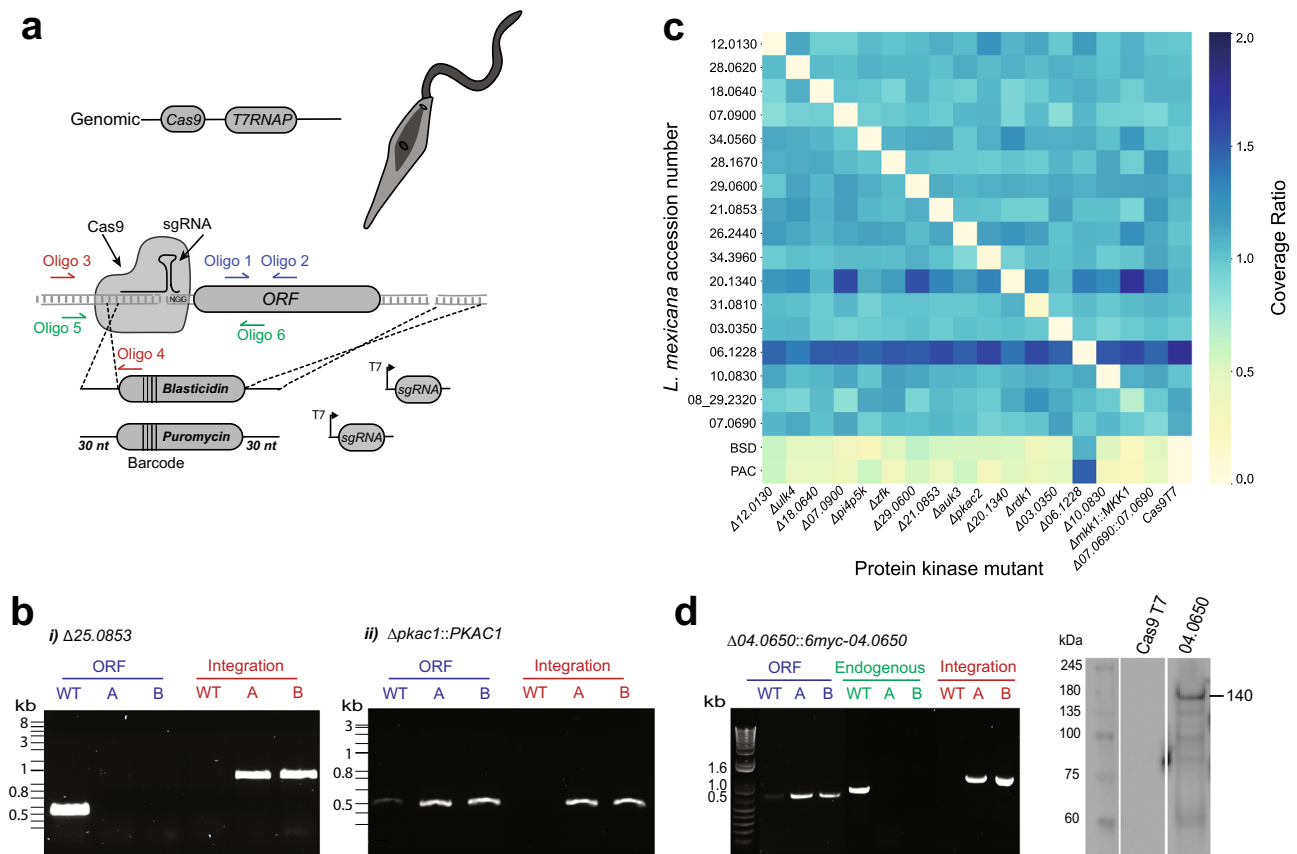 a
Genomic
Cas9
T7RNAP
Cas9
sgRNA
Oligo 3
Oligo 1
Oligo 2
NGG
ORF
Oligo 5
Oligo 6
Oligo 4
Blasticidin
T7
sgRNA
T7
sgRNA
Puromycin
30 nt
30 nt
Barcode
b
i) Δ25.0853
ORF
Integration
WT A B WT A B
kb
8
3
1
0.8
0.5
ii) Δpkac1::PKAC1
ORF
Integration
WT A B WT A B
kb
3
1
0.8
0.5
c
L. mexicana accession number
12.0130
28.0620
18.0640
07.0900
34.0560
28.1670
29.0600
21.0853
26.2440
34.3960
20.1340
31.0810
03.0350
06.1228
10.0830
08_29.2320
07.0690
BSD
PAC
Δ12.0130
Δulk4
Δ18.0640
Δ07.0900
Δpi4p5k
Δzfk
Δ29.0600
Δ21.0853
Δauk3
Δpkac2
Δ20.1340
Δrdk1
Δ03.0350
Δ06.1228
Δ10.0830
Δmkk1::MKK1
Δ07.0690::07.0690
Cas9T7
Protein kinase mutant
2.0
1.5
1.0
0.5
0.0
Coverage Ratio
d
Δ04.0650::6myc-04.0650
ORF
Endogenous
Integration
WT A B WT A B WT A B
kb
1.6
1.0
0.5
kDa
245
180
135
100
75
60
Cas9 T7
04.0650
140